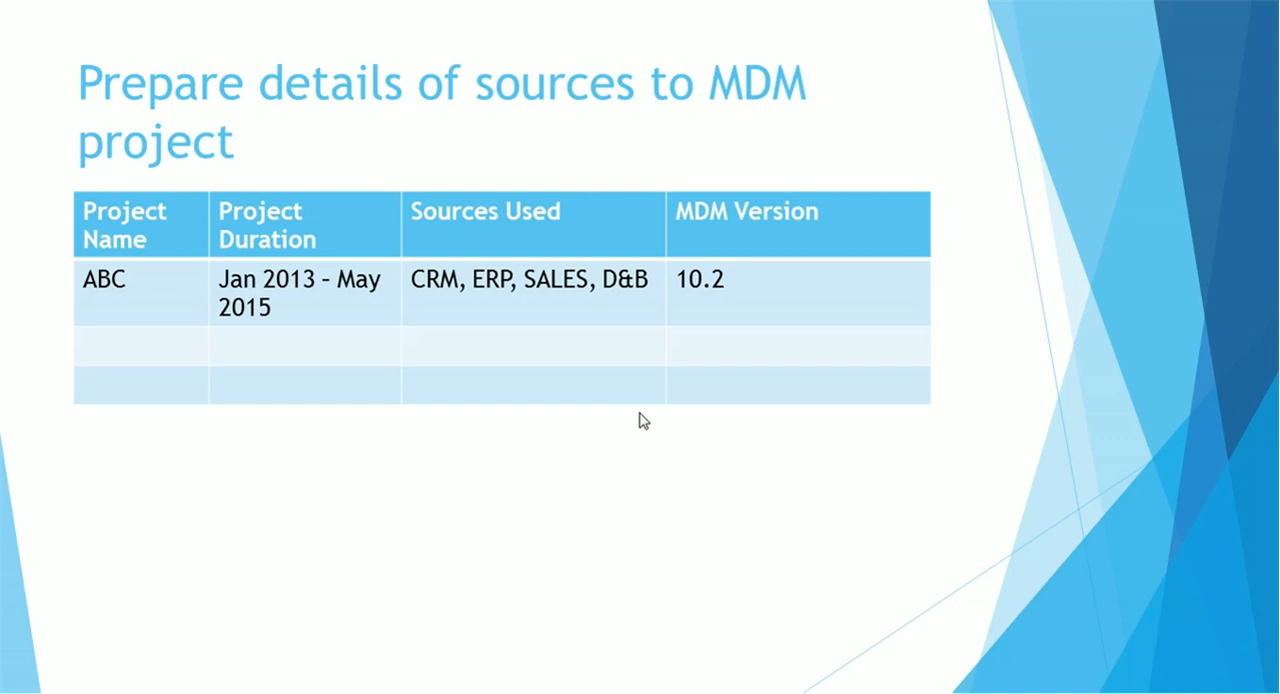 Prepare details of sources to MDM
project
Project
Name
Project
Duration
Sources Used
MDM Version
ABC
Jan 2013 – May
2015
CRM, ERP, SALES, D&B
10.2